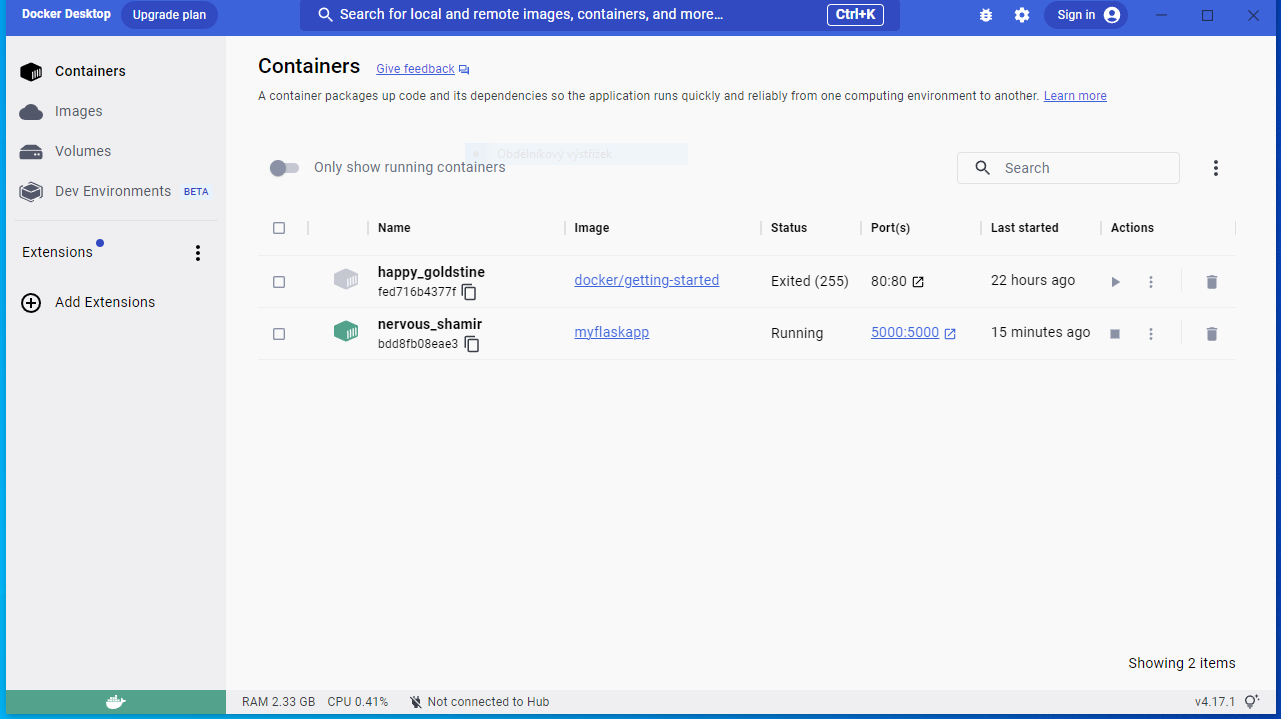 Docker Desktop Upgrade plan Search for local and remote images, containers, and more... Ctrl+K Sign in
Containers
Images
Volumes
Dev Environments BETA
Extensions
Add Extensions
Containers Give feedback
A container packages up code and its dependencies so the application runs quickly and reliably from one computing environment to another. Learn more
Obdélníkový výstřižek
Only show running containers Search
Name Image Status Port(s) Last started Actions
happy_goldstine
fed716b4377f docker/getting-started Exited (255) 80:80 22 hours ago
nervous_shamir
bdd8fb08eae3 myflaskapp Running 5000:5000 15 minutes ago
Showing 2 items
RAM 2.33 GB CPU 0.41% Not connected to Hub v4.17.1